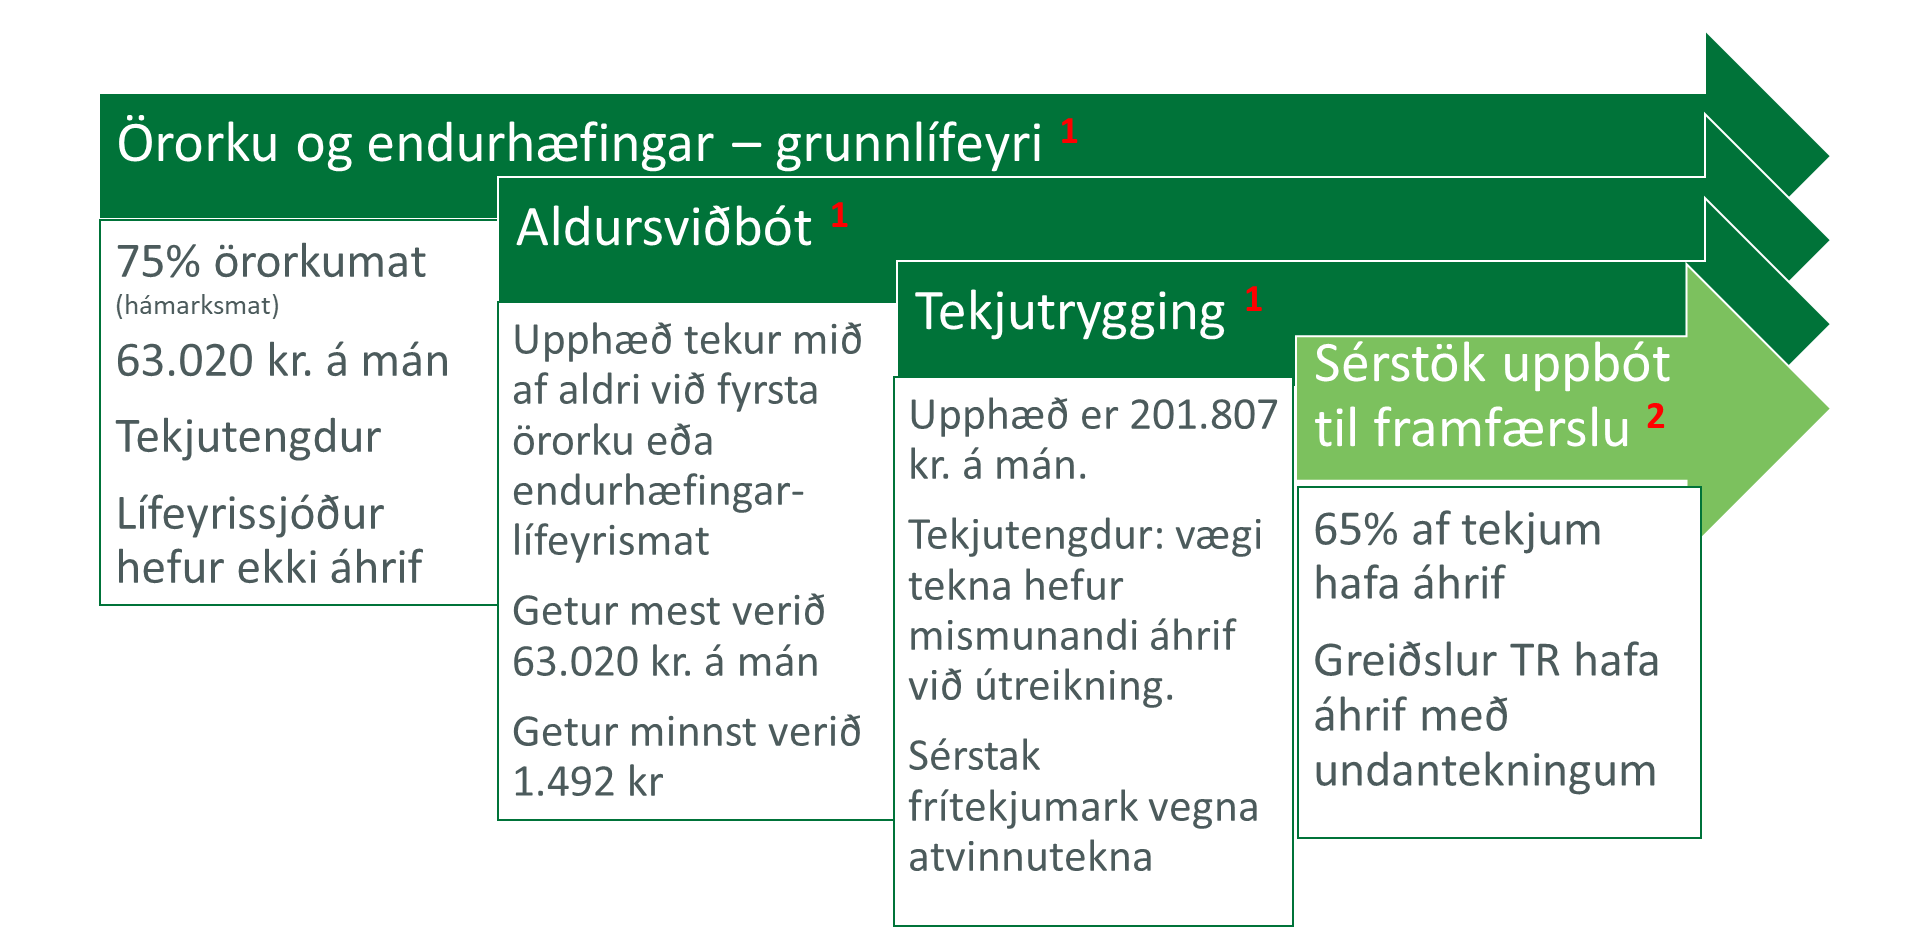 Örorku og endurhæfingar – grunnlífeyri 1
75% örorkumat
(hámarksmat)
63.020 kr. á mán
Tekjutengdur
Lífeyrissjóður
hefur ekki áhrif
Aldursviðbót 1
Upphæð tekur mið
af aldri við fyrsta
örorku eða
endurhæfingar-
lífeyrismat
Getur mest verið
63.020 kr. á mán
Getur minnst verið
1.492 kr
Tekjutrygging 1
Upphæð er 201.807
kr. á mán.
Tekjutengdur: vægi
tekna hefur
mismunandi áhrif
við útreikning.
Sérstak
frítekjumark vegna
atvinnutekna
Sérstök uppbót
til framfærslu 2
65% af tekjum
hafa áhrif
Greiðslur TR hafa
áhrif með
undantekningum